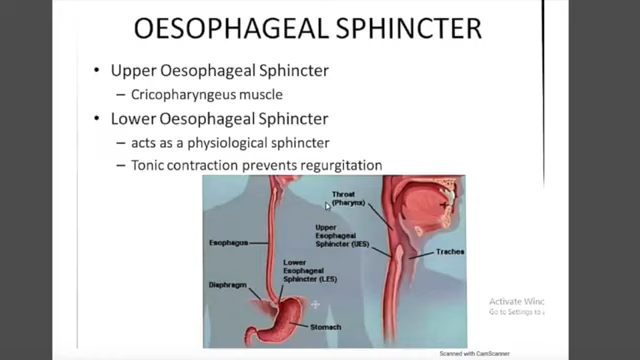 OESOPHAGEAL SPHINCTER
• Upper Oesophageal Sphincter
– Cricopharyngeus muscle
• Lower Oesophageal Sphincter
– acts as a physiological sphincter
– Tonic contraction prevents regurgitation
Throat
(Pharynx)
Upper
Esophageal
Sphincter (UES)
Trachea
Esophagus
Lower
Esophageal
Sphincter (LES)
Diaphragm
Stomach
Activate Winc
Go to Settings to a
Scanned with CamScanner